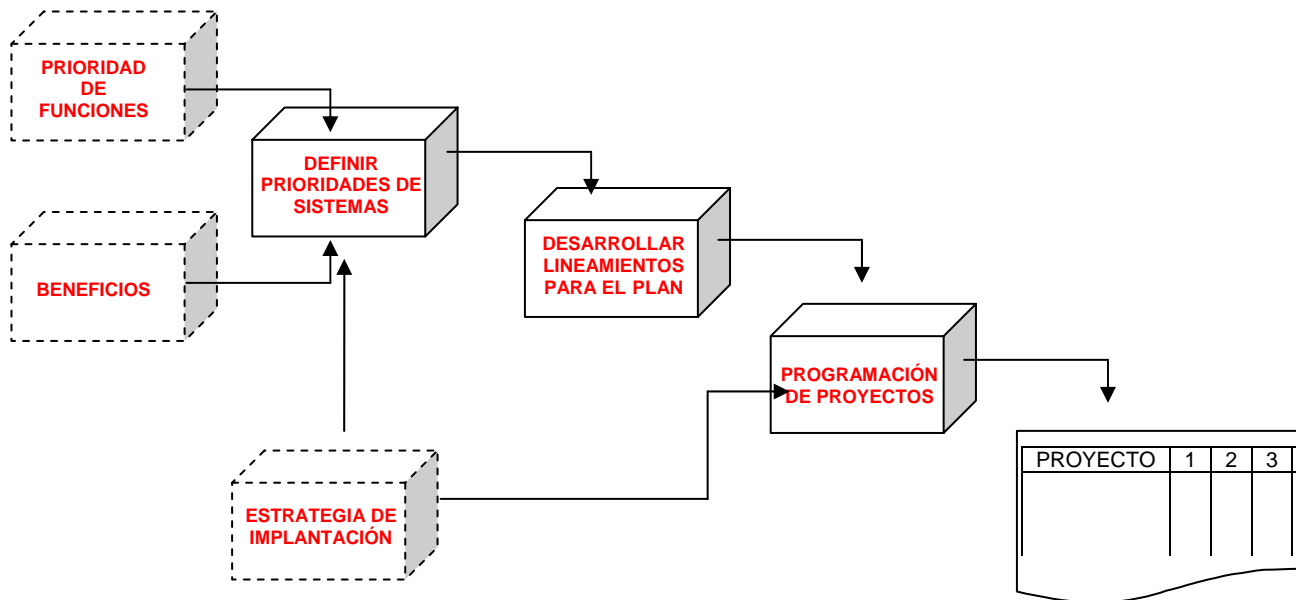 PRIORIDAD
DE
FUNCIONES
DEFINIR
PRIORIDADES DE
SISTEMAS
BENEFICIOS
DESARROLLAR
LINEAMIENTOS
PARA EL PLAN
PROGRAMACIÓN
DE PROYECTOS
ESTRATEGIA DE
IMPLANTACIÓN
PROYECTO 1 2 3